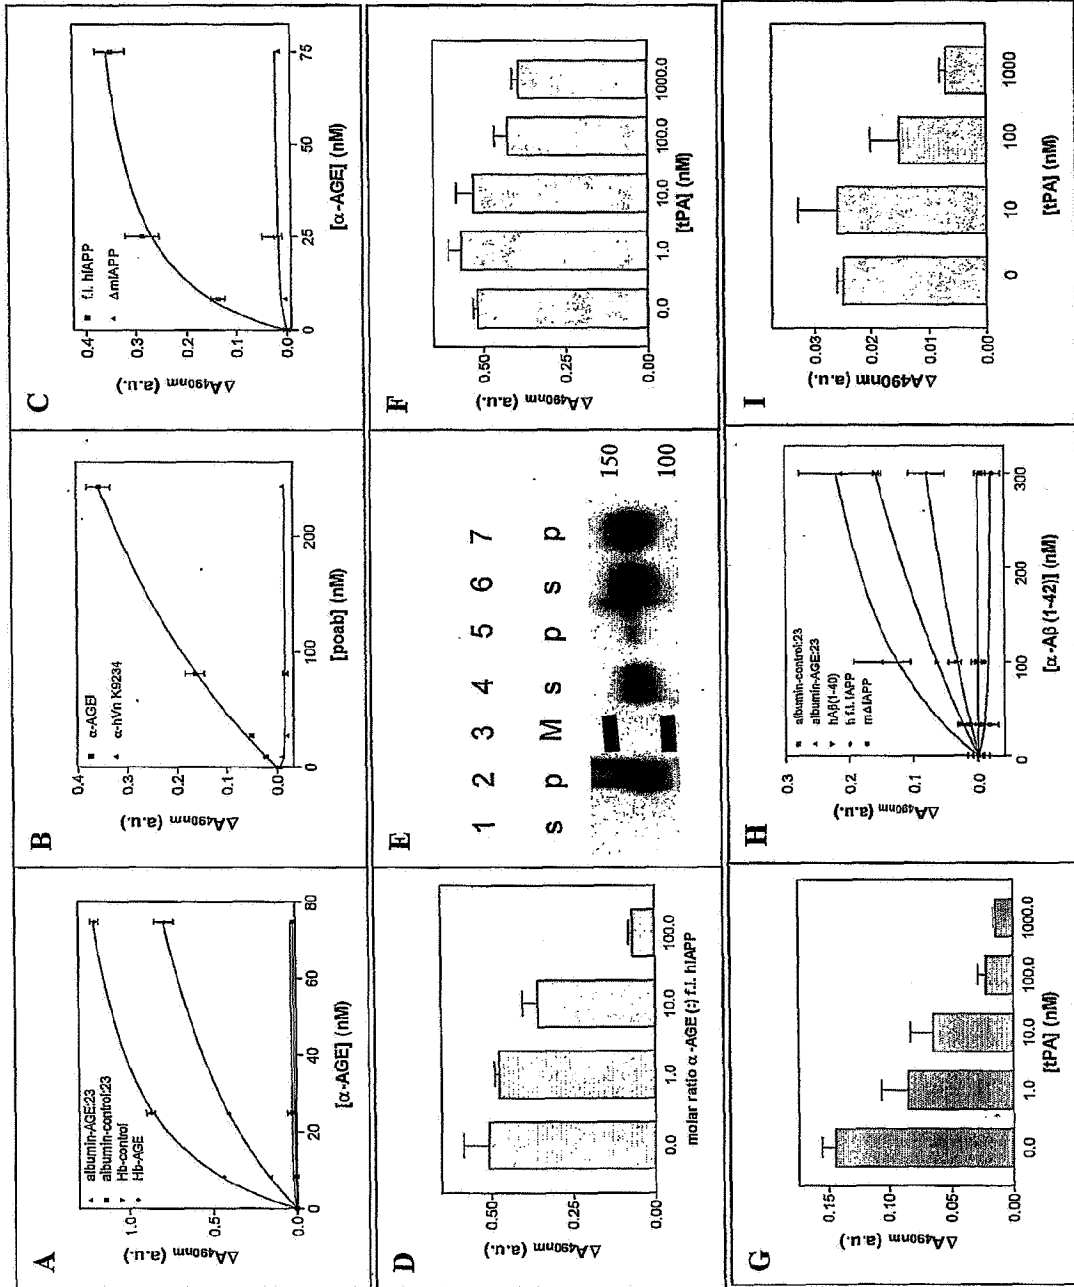 A
albumin-AGE:23
albumin-control:23
Hb-control
Hb-AGE
ΔA490nm (a.u.)
1.0
0.5
0.0
0
20
40
60
80
[α-AGE] (nM)
B
α-AGEI
α-hVn K9234
ΔA490nm (a.u.)
0.4
0.3
0.2
0.1
0.0
0
100
200
[poab] (nM)
C
f.l. hIAPP
ΔmIAPP
ΔA490nm (a.u.)
0.4
0.3
0.2
0.1
0.0
0
25
50
75
[α-AGE] (nM)
D
ΔA490nm (a.u.)
0.50
0.25
0.00
0.0
1.0
10.0
100.0
molar ratio α-AGE (:) f.l. hIAPP
E
1 2 3 4 5 6 7
s p M s p s p
150
100
F
ΔA490nm (a.u.)
0.50
0.25
0.00
0.0
1.0
10.0
100.0
1000.0
[tPA] (nM)
G
ΔA490nm (a.u.)
0.15
0.10
0.05
0.00
0.0
1.0
10.0
100.0
1000.0
[tPA] (nM)
H
albumin-control:23
albumin-AGE:23
hAβ(1-40)
h f.l. IAPP
mΔIAPP
ΔA490nm (a.u.)
0.3
0.2
0.1
0.0
0
100
200
300
[α-Aβ (1-42)] (nM)
I
ΔA490nm (a.u.)
0.03
0.02
0.01
0.00
0
10
100
1000
[tPA] (nM)